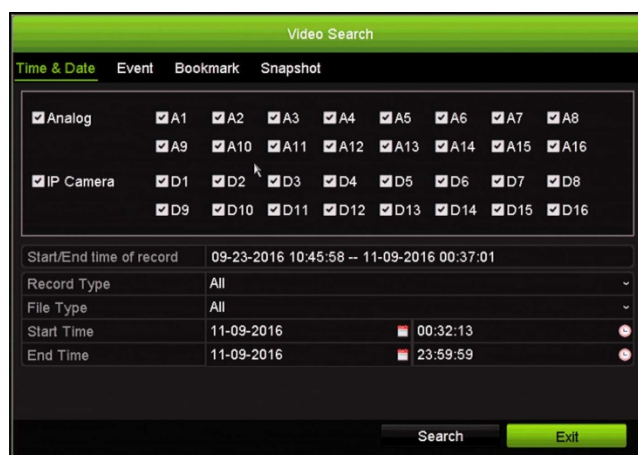 Video Search
Time & Date Event Bookmark Snapshot
Analog A1 A2 A3 A4 A5 A6 A7 A8
A9 A10 A11 A12 A13 A14 A15 A16
IP Camera D1 D2 D3 D4 D5 D6 D7 D8
D9 D10 D11 D12 D13 D14 D15 D16
Start/End time of record 09-23-2016 10:45:58 -- 11-09-2016 00:37:01
Record Type All
File Type All
Start Time 11-09-2016 00:32:13
End Time 11-09-2016 23:59:59
Search Exit